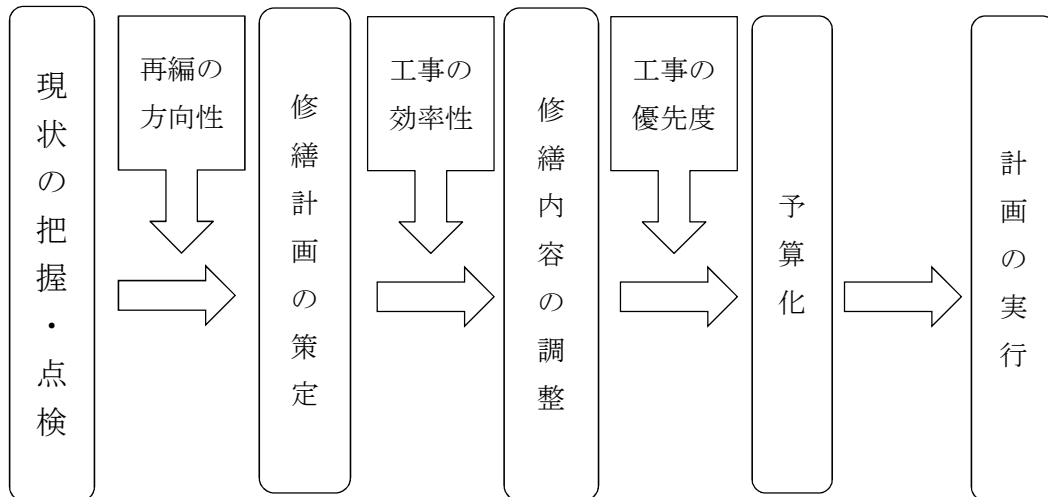 現状の把握・点検
再編の
方向性
修繕計画の策定
工事の
効率性
修繕内容の調整
工事の
優先度
予算化
計画の実行